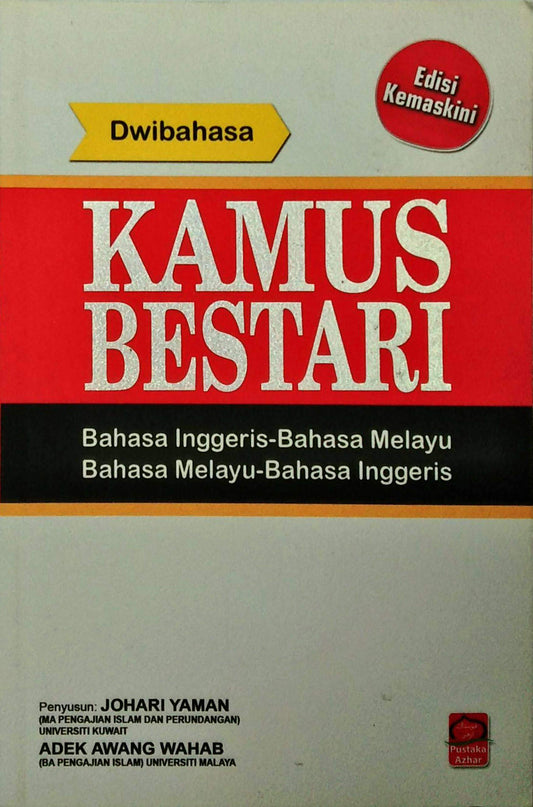 Edisi
Kemaskini
Dwibahasa
KAMUS
BESTARI
Bahasa Inggeris-Bahasa Melayu
Bahasa Melayu-Bahasa Inggeris
Penyusun: JOHARI YAMAN
(MA PENGAJIAN ISLAM DAN PERUNDANGAN)
UNIVERSITI KUWAIT
ADEK AWANG WAHAB
(BA PENGAJIAN ISLAM) UNIVERSITI MALAYA
Pustaka
Azhar